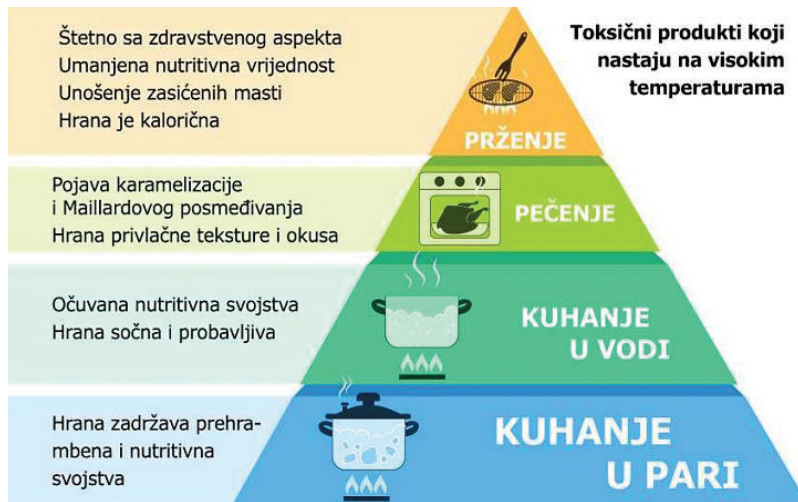 Štetno sa zdravstvenog aspekta
Umanjena nutritivna vrijednost
Unošenje zasićenih masti
Hrana je kalorična
Toksični produkti koji
nastaju na visokim
temperaturama
PRŽENJE
Pojava karamelizacije
i Maillardovog posmeđivanja
Hrana privlačne teksture i okusa
PEČENJE
Očuvana nutritivna svojstva
Hrana sočna i probavljiva
KUHANJE
U VODI
Hrana zadržava prehra-
mbena i nutritivna
svojstva
KUHANJE
U PARI